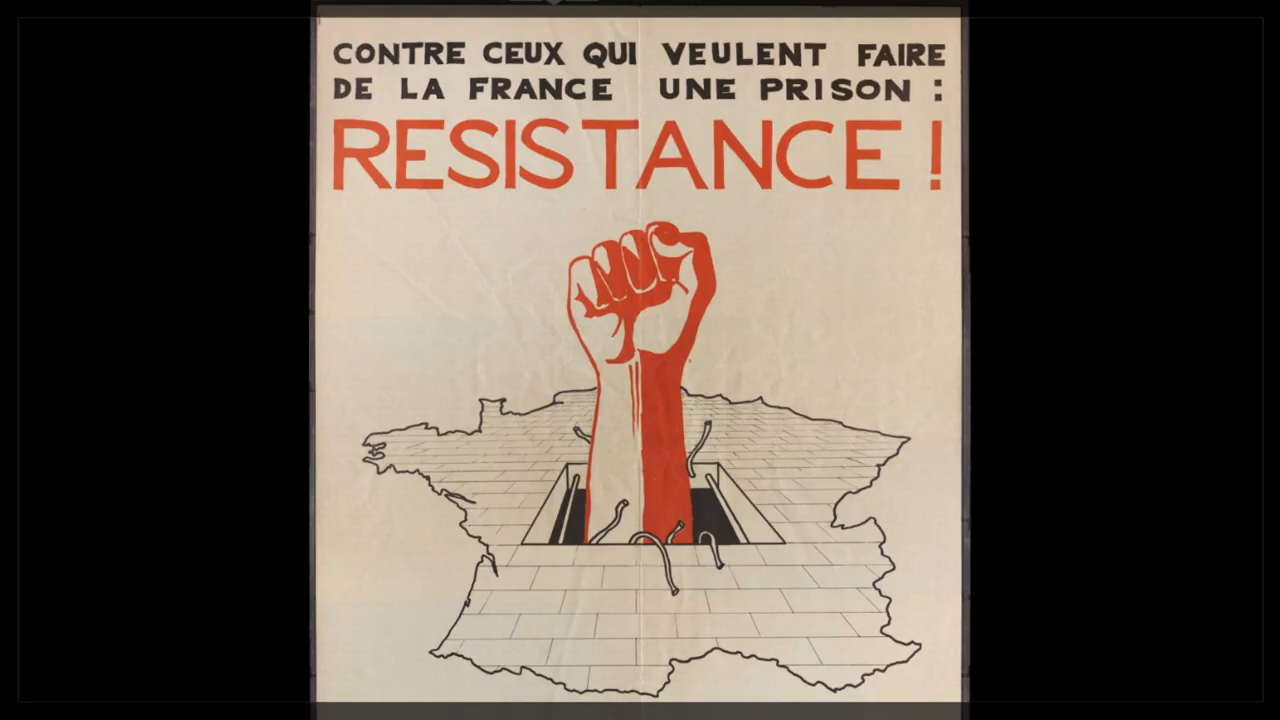 CONTRE CEUX QUI VEULENT FAIRE
DE LA FRANCE UNE PRISON :
RESISTANCE !